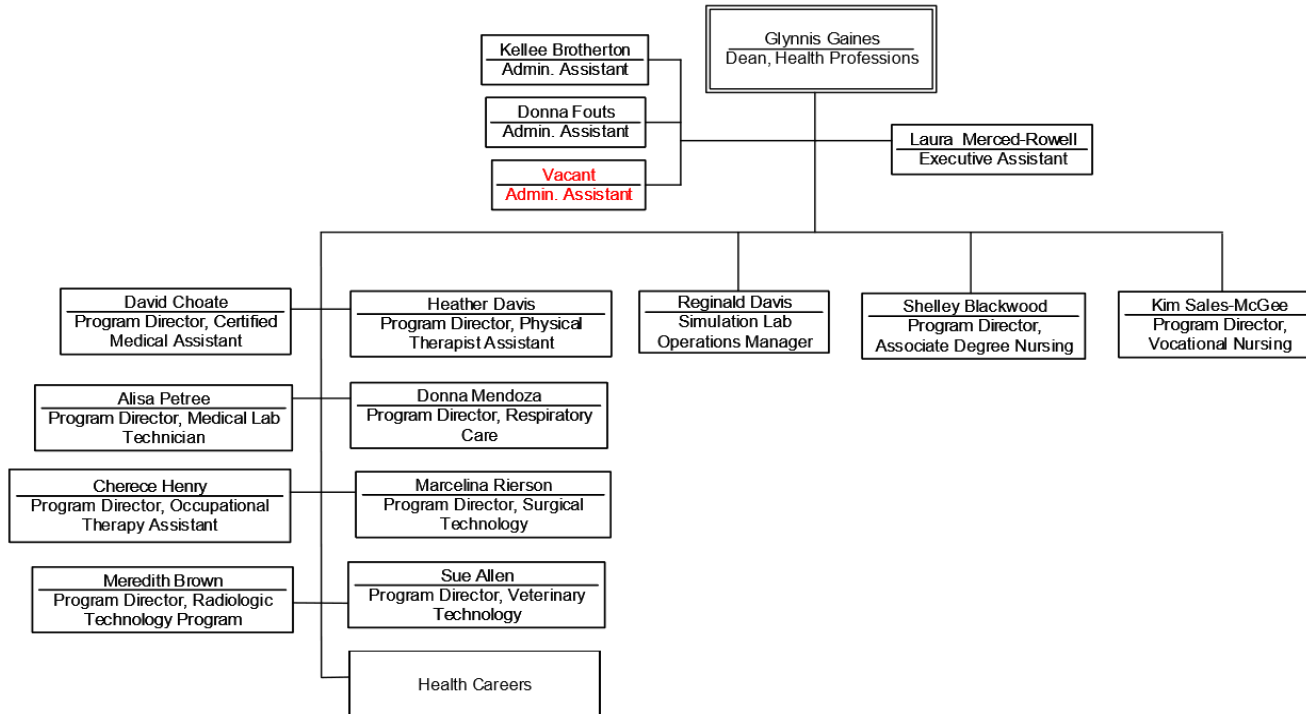 Glynnis Gaines
Dean, Health Professions
Kellee Brotherton
Admin. Assistant
Donna Fouts
Admin. Assistant
Vacant
Admin. Assistant
Laura Merced-Rowell
Executive Assistant
David Choate
Program Director, Certified
Medical Assistant
Heather Davis
Program Director, Physical
Therapist Assistant
Reginald Davis
Simulation Lab
Operations Manager
Shelley Blackwood
Program Director,
Associate Degree Nursing
Kim Sales-McGee
Program Director,
Vocational Nursing
Alisa Petree
Program Director, Medical Lab
Technician
Donna Mendoza
Program Director, Respiratory
Care
Cherece Henry
Program Director, Occupational
Therapy Assistant
Marcelina Rierson
Program Director, Surgical
Technology
Meredith Brown
Program Director, Radiologic
Technology Program
Sue Allen
Program Director, Veterinary
Technology
Health Careers